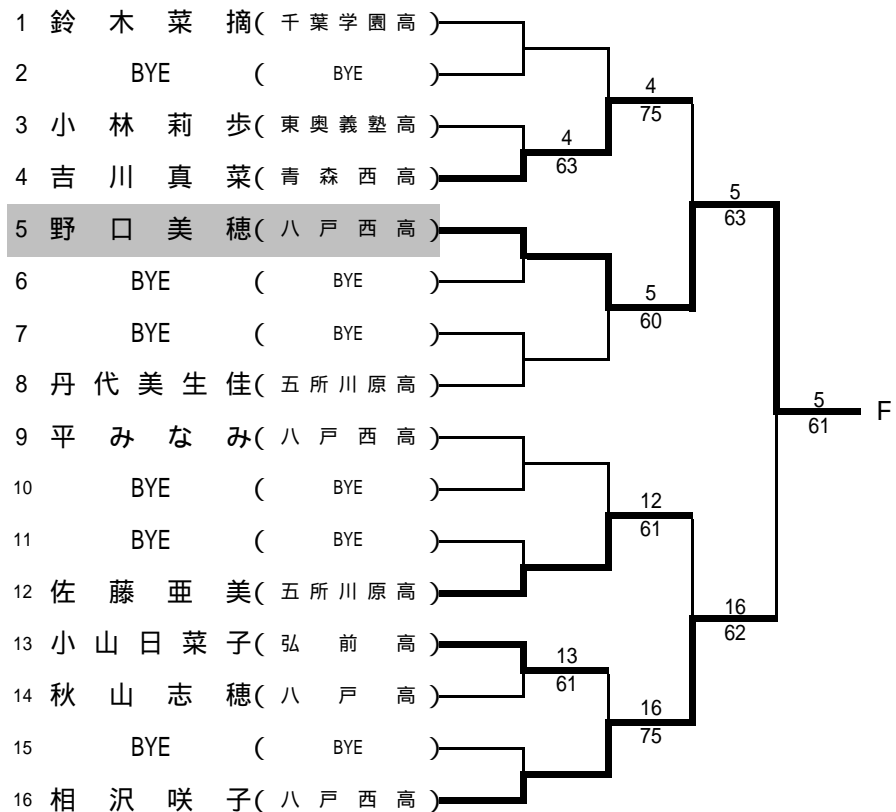 1 鈴木菜摘(千葉学園高)
2 BYE (BYE)
3 小林莉歩(東奥義塾高)
4 吉川真菜(青森西高)
5 野口美穂(八戸西高)
6 BYE (BYE)
7 BYE (BYE)
8 丹代美生佳(五所川原高)
9 平みなみ(八戸西高)
10 BYE (BYE)
11 BYE (BYE)
12 佐藤亜美(五所川原高)
13 小山日菜子(弘前高)
14 秋山志穂(八戸高)
15 BYE (BYE)
16 相沢咲子(八戸西高)
4
63
13
61
4
75
5
60
12
61
16
75
5
63
16
62
5
61
F